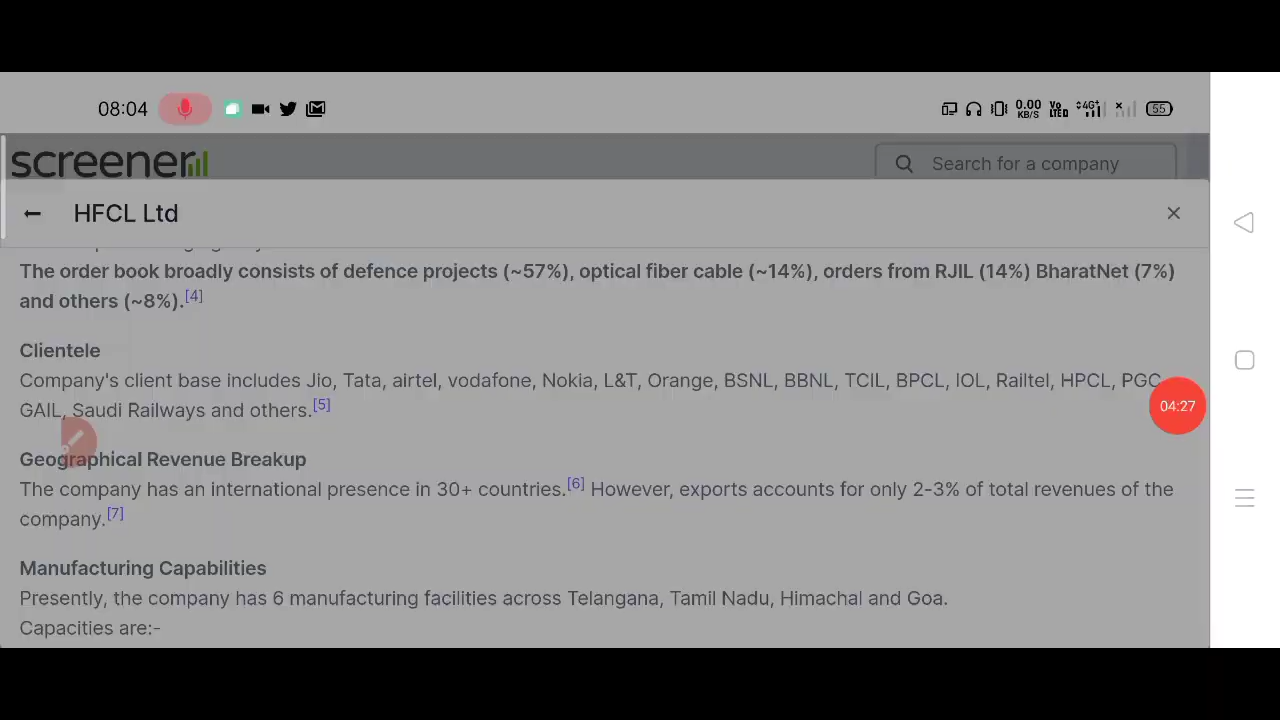 08:04
0.00 KB/S
Vo LTE
4G+
55
screener
Search for a company
HFCL Ltd
The order book broadly consists of defence projects (~57%), optical fiber cable (~14%), orders from RJIL (14%) BharatNet (7%)
and others (~8%).[4]
Clientele
Company's client base includes Jio, Tata, airtel, vodafone, Nokia, L&T, Orange, BSNL, BBNL, TCIL, BPCL, IOL, Railtel, HPCL, PGC
GAIL, Saudi Railways and others.[5]
04:27
Geographical Revenue Breakup
The company has an international presence in 30+ countries.[6] However, exports accounts for only 2-3% of total revenues of the
company.[7]
Manufacturing Capabilities
Presently, the company has 6 manufacturing facilities across Telangana, Tamil Nadu, Himachal and Goa.
Capacities are:-